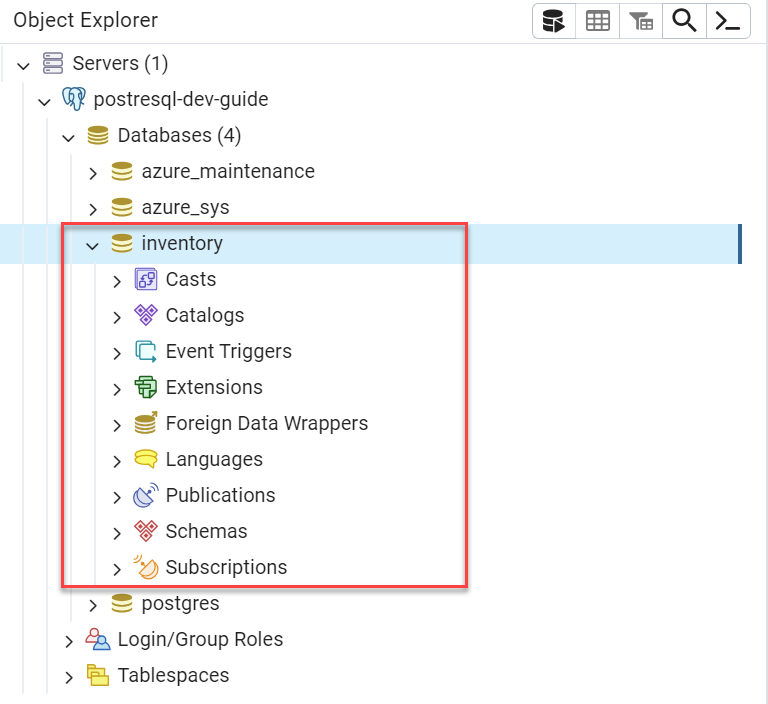 Object Explorer
Servers (1)
postresql-dev-guide
Databases (4)
azure_maintenance
azure_sys
inventory
Casts
Catalogs
Event Triggers
Extensions
Foreign Data Wrappers
Languages
Publications
Schemas
Subscriptions
postgres
Login/Group Roles
Tablespaces